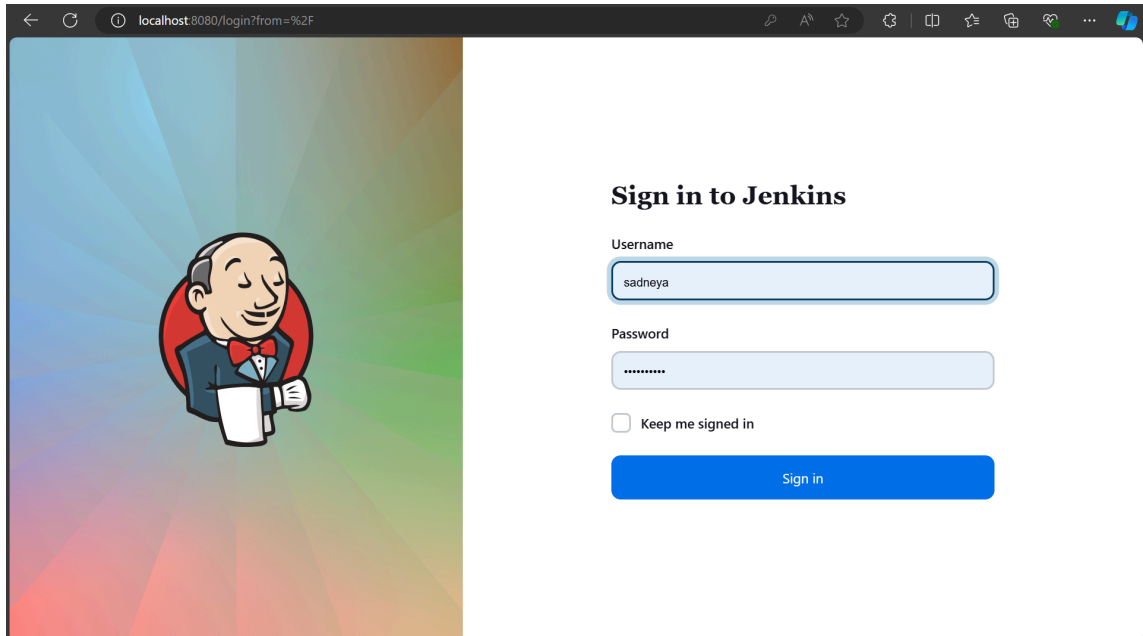 localhost:8080/login?from=%2F
Sign in to Jenkins
Username
sadneya
Password
••••••••••
Keep me signed in
Sign in